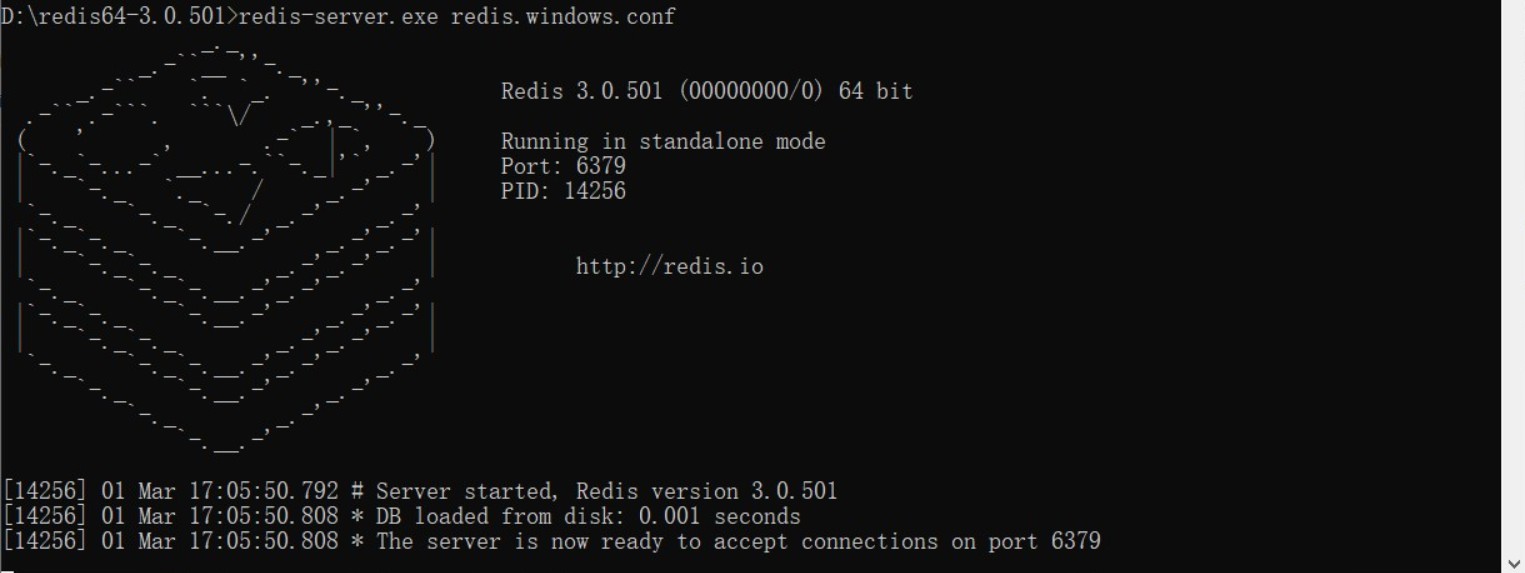 D:\redis64-3.0.501>redis-server.exe redis.windows.conf
Redis 3.0.501 (00000000/0) 64 bit
Running in standalone mode
Port: 6379
PID: 14256
http://redis.io
[14256] 01 Mar 17:05:50.792 # Server started, Redis version 3.0.501
[14256] 01 Mar 17:05:50.808 * DB loaded from disk: 0.001 seconds
[14256] 01 Mar 17:05:50.808 * The server is now ready to accept connections on port 6379